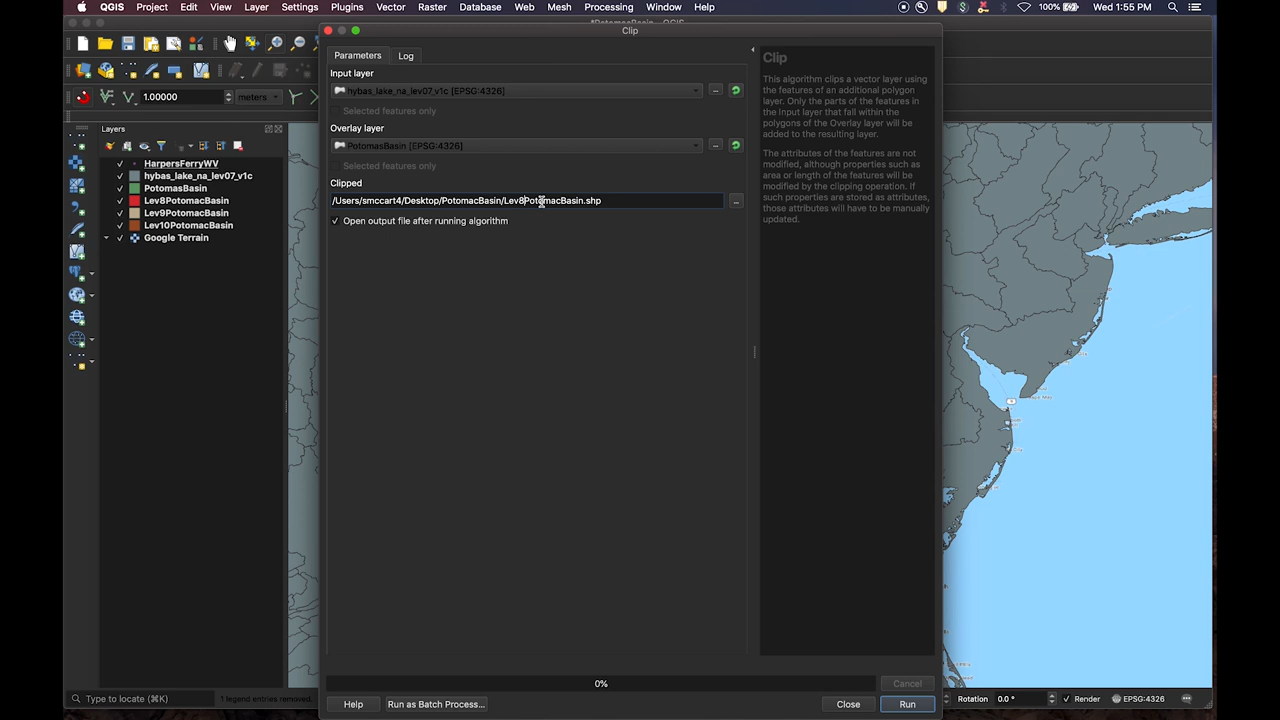 QGIS Project Edit View Layer Settings Plugins Vector Raster Database Web Mesh Processing Window Help 100% Wed 1:55 PM
*PotomacBasin — QGIS
Clip
Parameters Log
Input layer
hybas_lake_na_lev07_v1c [EPSG:4326] ...
Selected features only
Overlay layer
PotomasBasin [EPSG:4326] ...
Selected features only
Clipped
/Users/smccart4/Desktop/PotomacBasin/Lev8PotomacBasin.shp ...
Open output file after running algorithm
Clip
This algorithm clips a vector layer using
the features of an additional polygon
layer. Only the parts of the features in
the Input layer that fall within the
polygons of the Overlay layer will be
added to the resulting layer.
The attributes of the features are not
modified, although properties such as
area or length of the features will be
modified by the clipping operation. If
such properties are stored as attributes,
those attributes will have to be manually
updated.
1.00000 meters
Layers
HarpersFerryWV
hybas_lake_na_lev07_v1c
PotomasBasin
Lev8PotomacBasin
Lev9PotomacBasin
Lev10PotomacBasin
Google Terrain
0%
Cancel
Help Run as Batch Process... Close Run
Type to locate (⌘K) 1 legend entries removed. Rotation 0.0 ° Render EPSG:4326